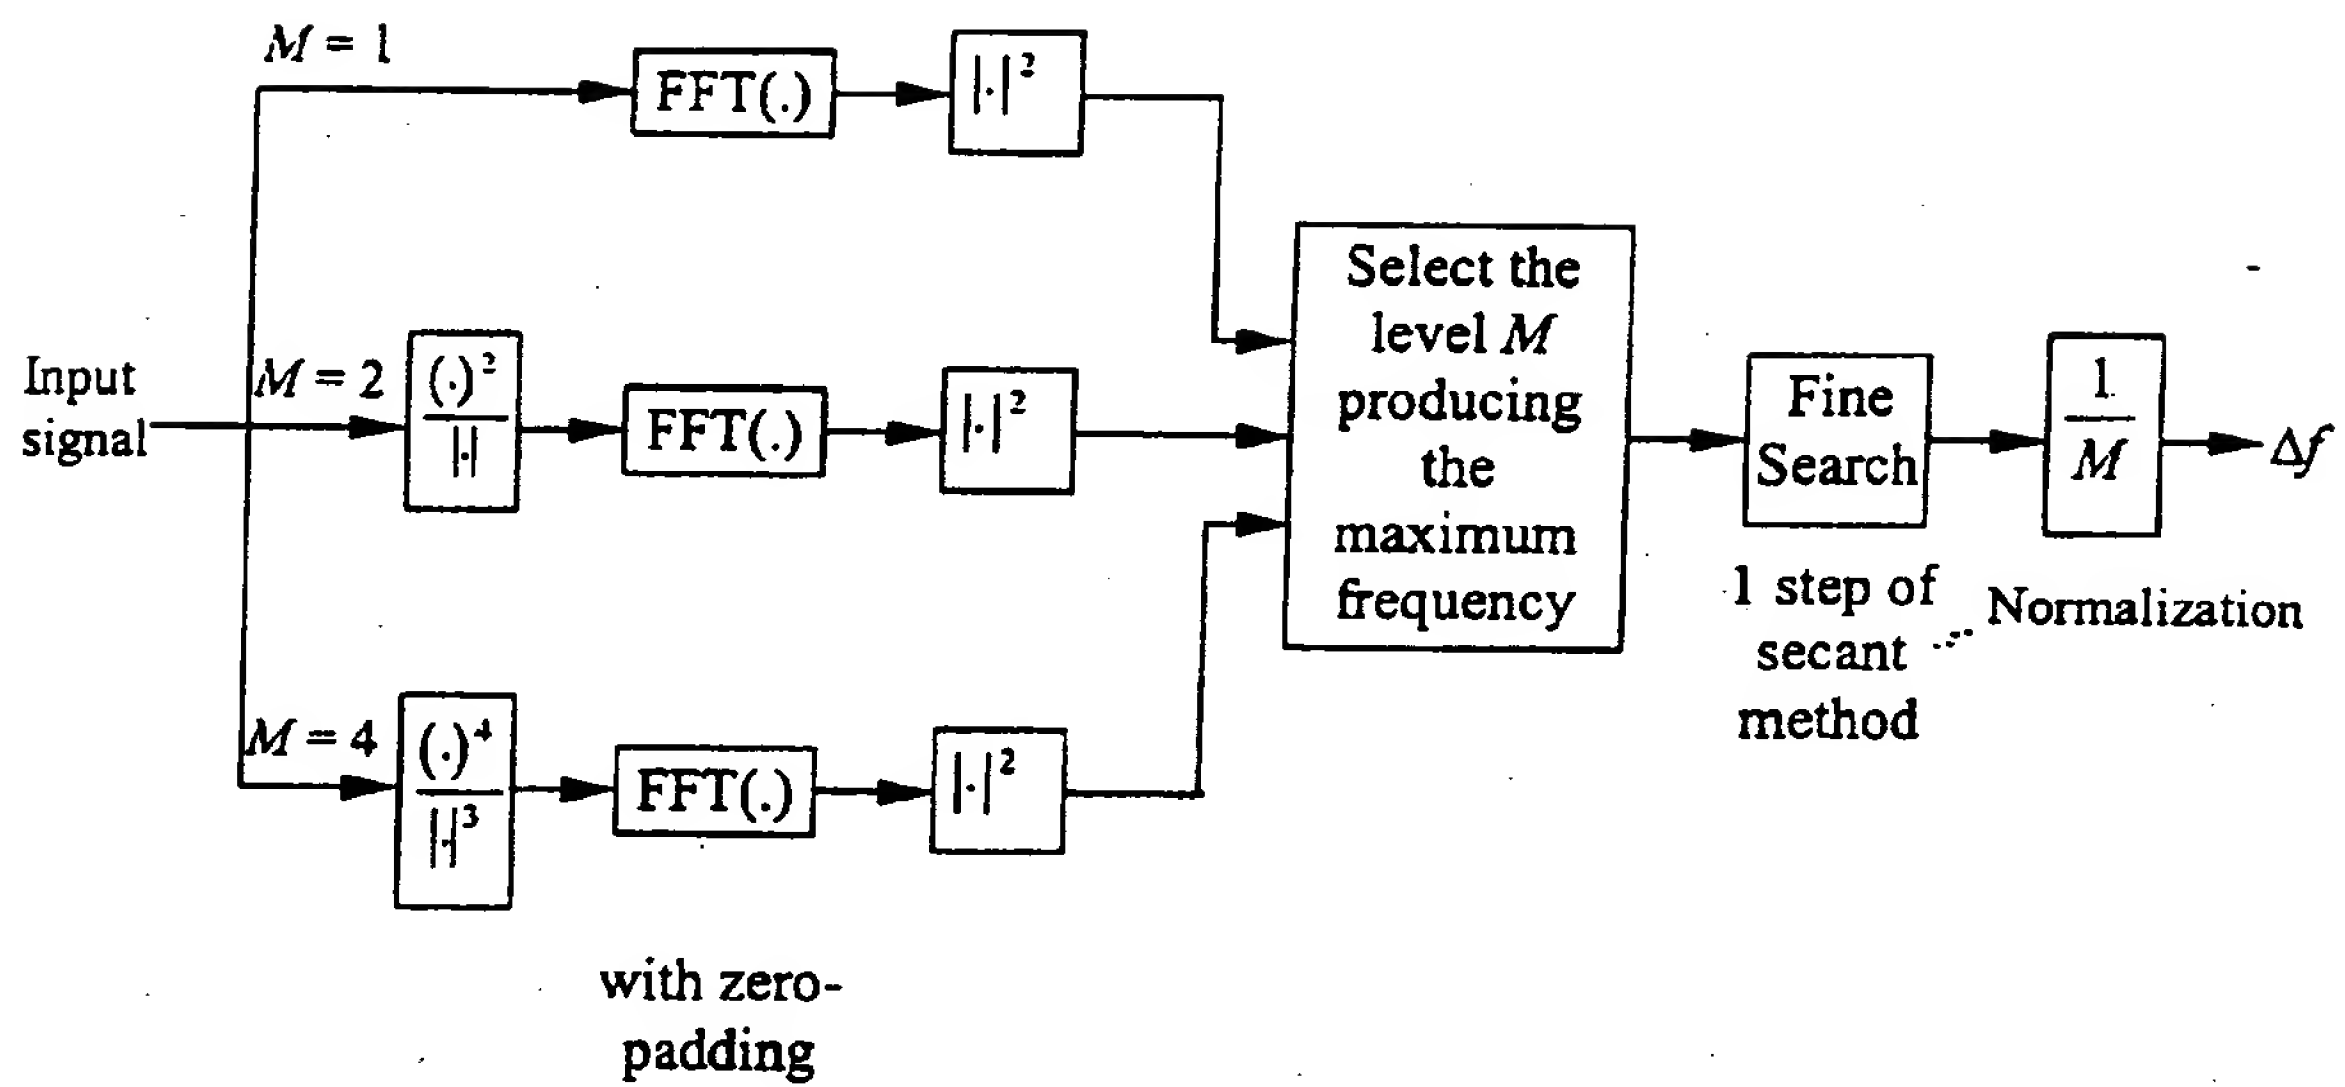 M = 1
FFT(.)
|·|²
Input
signal
M = 2
(.)²
|·|
FFT(.)
|·|²
M = 4
(.)⁴
|·|³
FFT(.)
|·|²
with zero-
padding
Select the
level M
producing
the
maximum
frequency
Fine
Search
1 step of
secant
method
1
M
Normalization
Δf